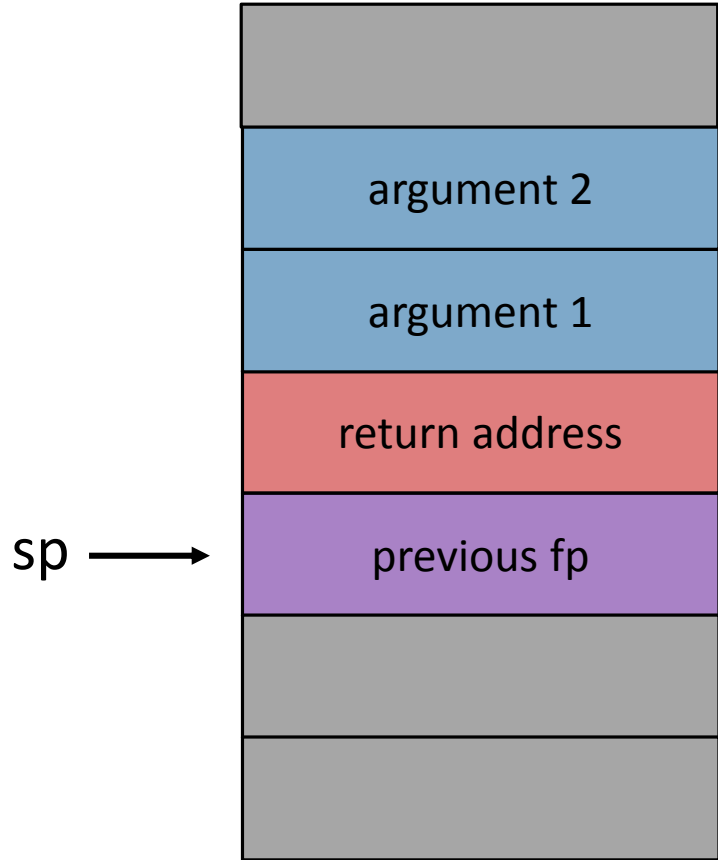 argument 2
argument 1
return address
sp
previous fp